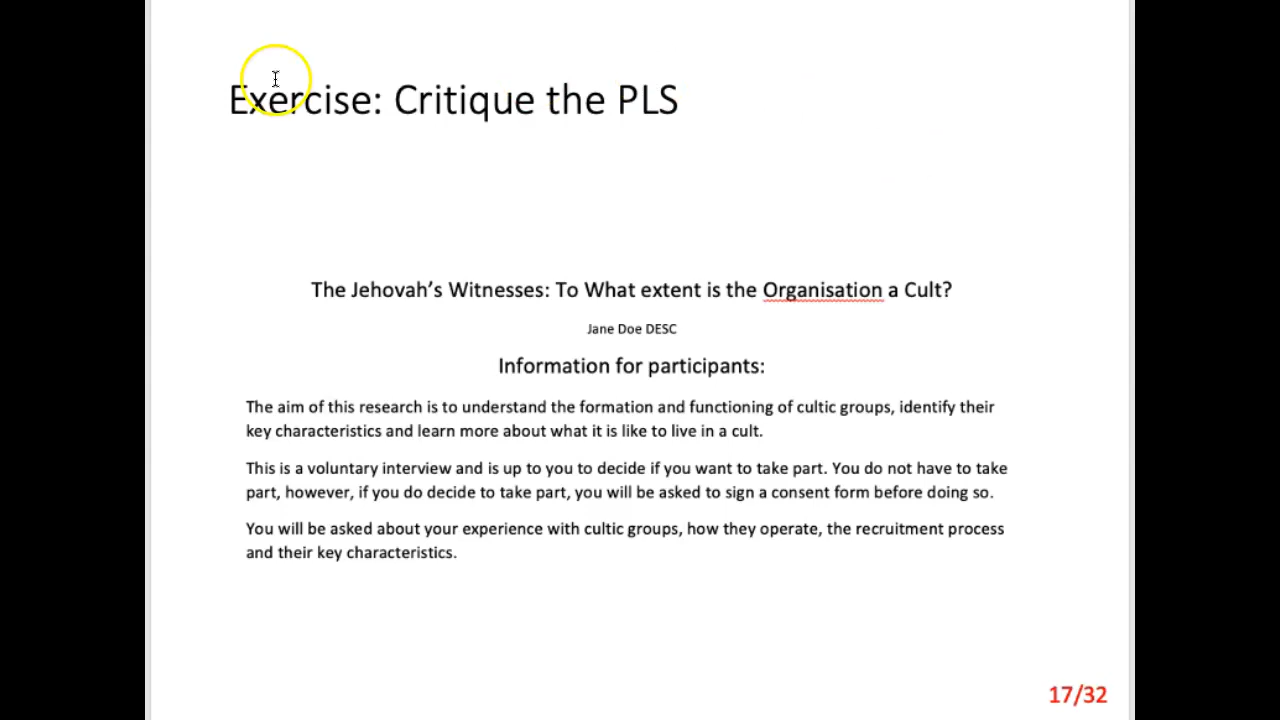 Exercise: Critique the PLS
The Jehovah’s Witnesses: To What extent is the Organisation a Cult?
Jane Doe DESC
Information for participants:
The aim of this research is to understand the formation and functioning of cultic groups, identify their
key characteristics and learn more about what it is like to live in a cult.
This is a voluntary interview and is up to you to decide if you want to take part. You do not have to take
part, however, if you do decide to take part, you will be asked to sign a consent form before doing so.
You will be asked about your experience with cultic groups, how they operate, the recruitment process
and their key characteristics.
17/32